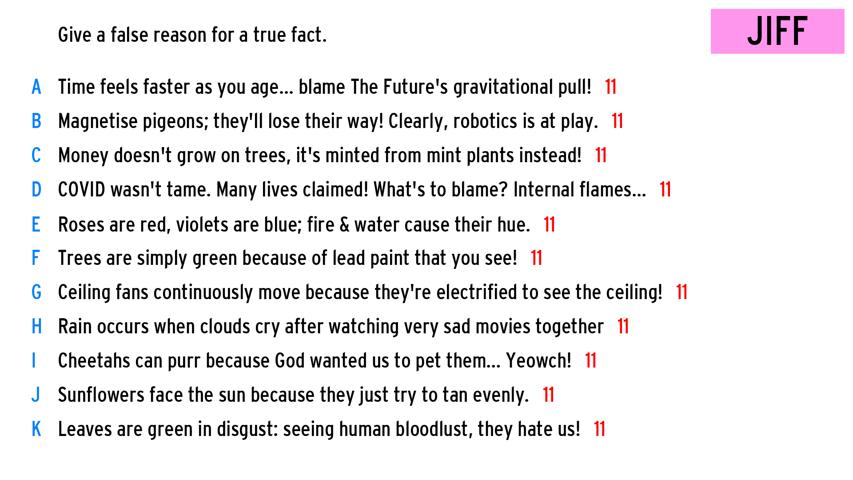 Give a false reason for a true fact.
JIFF
A Time feels faster as you age... blame The Future's gravitational pull! 11
B Magnetise pigeons; they'll lose their way! Clearly, robotics is at play. 11
C Money doesn't grow on trees, it's minted from mint plants instead! 11
D COVID wasn't tame. Many lives claimed! What's to blame? Internal flames... 11
E Roses are red, violets are blue; fire & water cause their hue. 11
F Trees are simply green because of lead paint that you see! 11
G Ceiling fans continuously move because they're electrified to see the ceiling! 11
H Rain occurs when clouds cry after watching very sad movies together 11
I Cheetahs can purr because God wanted us to pet them... Yeowch! 11
J Sunflowers face the sun because they just try to tan evenly. 11
K Leaves are green in disgust: seeing human bloodlust, they hate us! 11